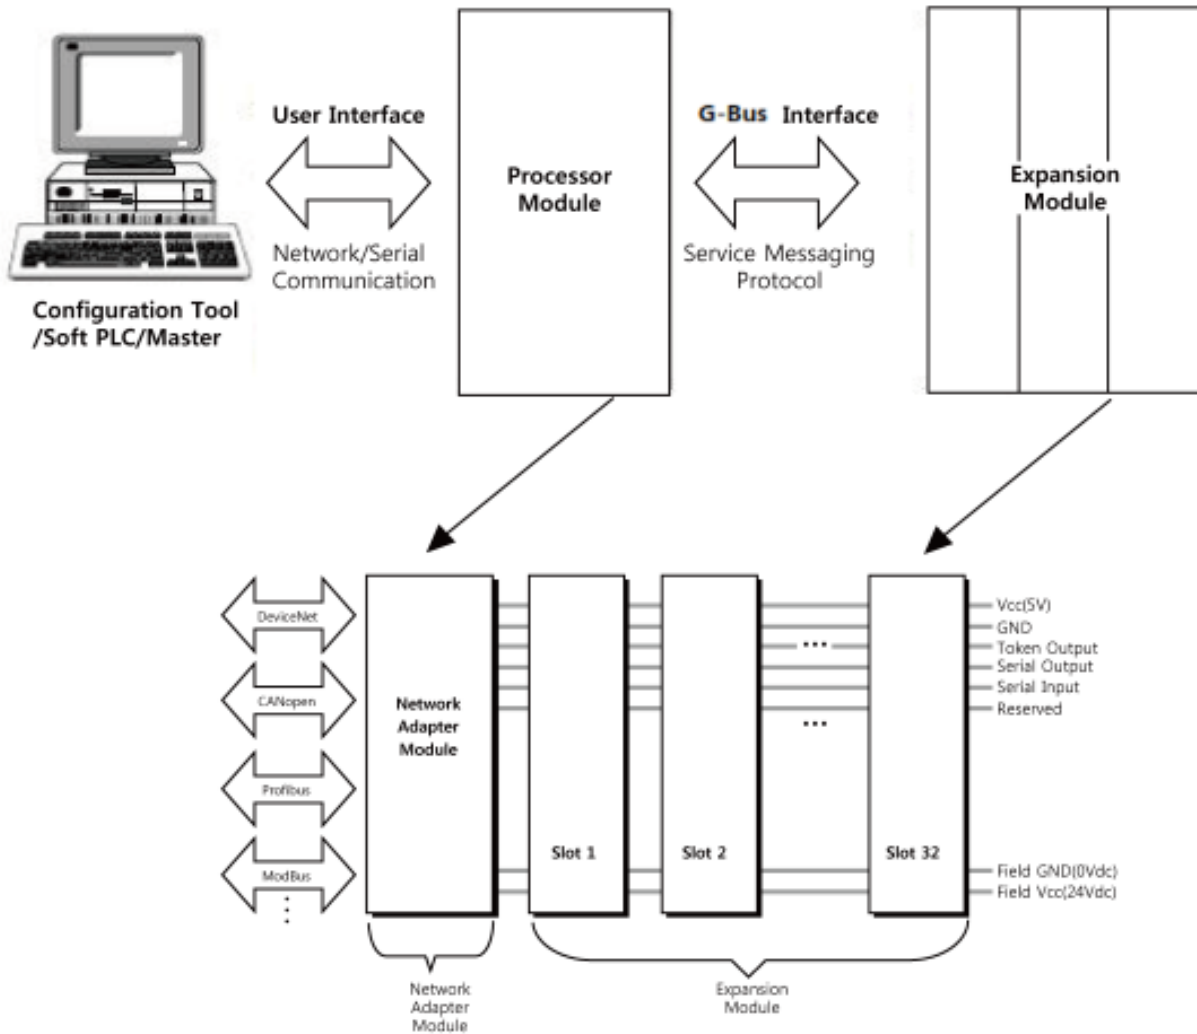 User Interface
Network/Serial
Communication
Configuration Tool
/Soft PLC/Master
Processor
Module
G-Bus Interface
Service Messaging
Protocol
Expansion
Module
DeviceNet
CANopen
Profibus
ModBus
Network
Adapter
Module
Slot 1
Slot 2
Slot 32
Vcc(5V)
GND
Token Output
Serial Output
Serial Input
Reserved
Field GND(0Vdc)
Field Vcc(24Vdc)
Network
Adapter
Module
Expansion
Module